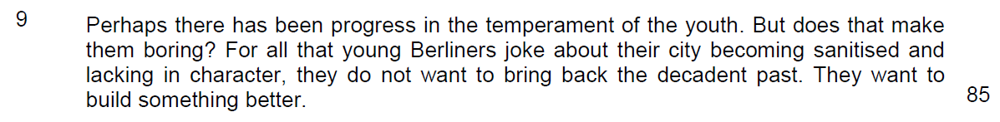 9
Perhaps there has been progress in the temperament of the youth. But does that make
them boring? For all that young Berliners joke about their city becoming sanitised and
lacking in character, they do not want to bring back the decadent past. They want to
build something better.
85